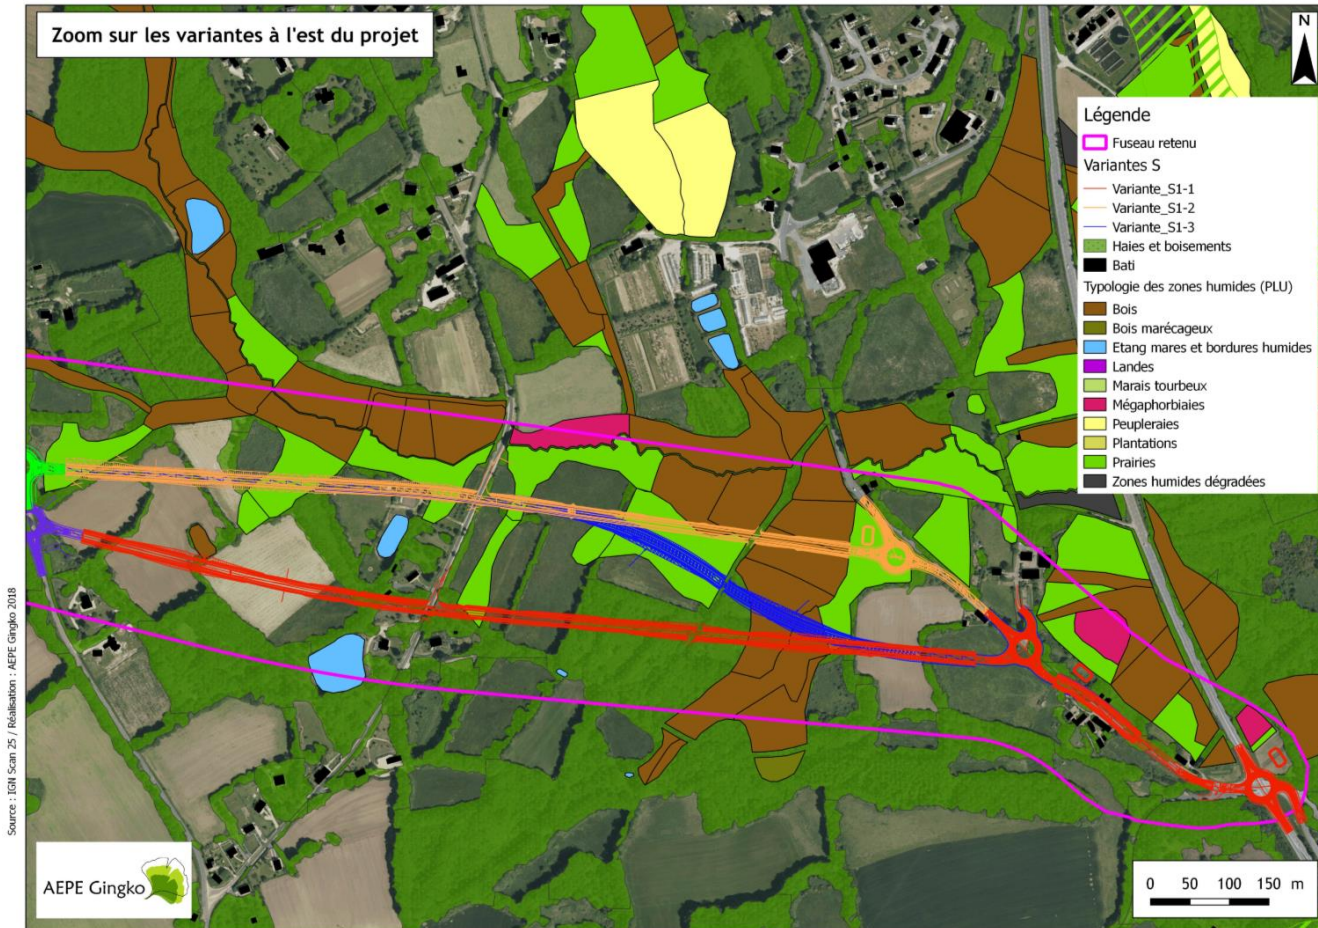 Zoom sur les variantes à l'est du projet
N
Légende
Fuseau retenu
Variantes S
Variante_S1-1
Variante_S1-2
Variante_S1-3
Haies et boisements
Bati
Typologie des zones humides (PLU)
Bois
Bois marécageux
Etang mares et bordures humides
Landes
Marais tourbeux
Mégaphorbiaies
Peupleraies
Plantations
Prairies
Zones humides dégradées
Source : IGN Scan 25 / Réalisation : AEPE Gingko 2018
AEPE Gingko
0 50 100 150 m